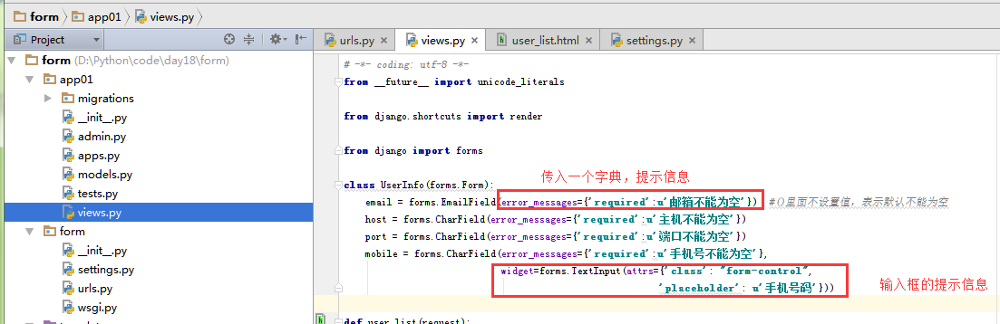 form app01 views.py
Project
urls.py views.py user_list.html settings.py
form (D:\Python\code\day18\form)
app01
migrations
__init__.py
admin.py
apps.py
models.py
tests.py
views.py
form
__init__.py
settings.py
urls.py
wsgi.py
# -*- coding: utf-8 -*-
from __future__ import unicode_literals
from django.shortcuts import render
from django import forms
传入一个字典，提示信息
class UserInfo(forms.Form):
email = forms.EmailField(error_messages={'required':u'邮箱不能为空'}) #()里面不设置值，表示默认不能为空
host = forms.CharField(error_messages={'required':u'主机不能为空'})
port = forms.CharField(error_messages={'required':u'端口不能为空'})
mobile = forms.CharField(error_messages={'required':u'手机号不能为空'},
widget=forms.TextInput(attrs={'class': "form-control",
'placeholder': u'手机号码'}))
输入框的提示信息
def user_list(request):